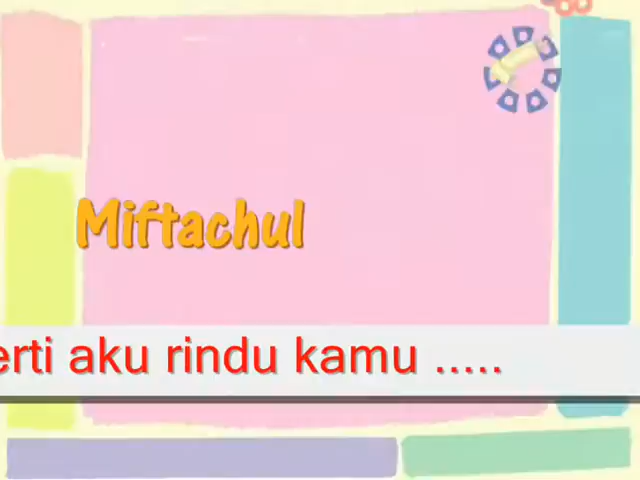 Miftachul
erti aku rindu kamu .....